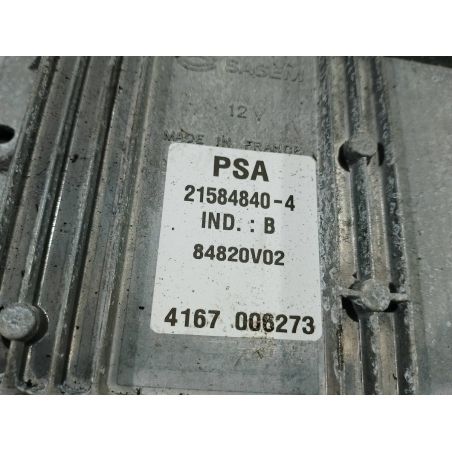 SAGEM
12 V
MADE IN FRANCE
PSA
21584840-4
IND. : B
84820V02
4167 006273